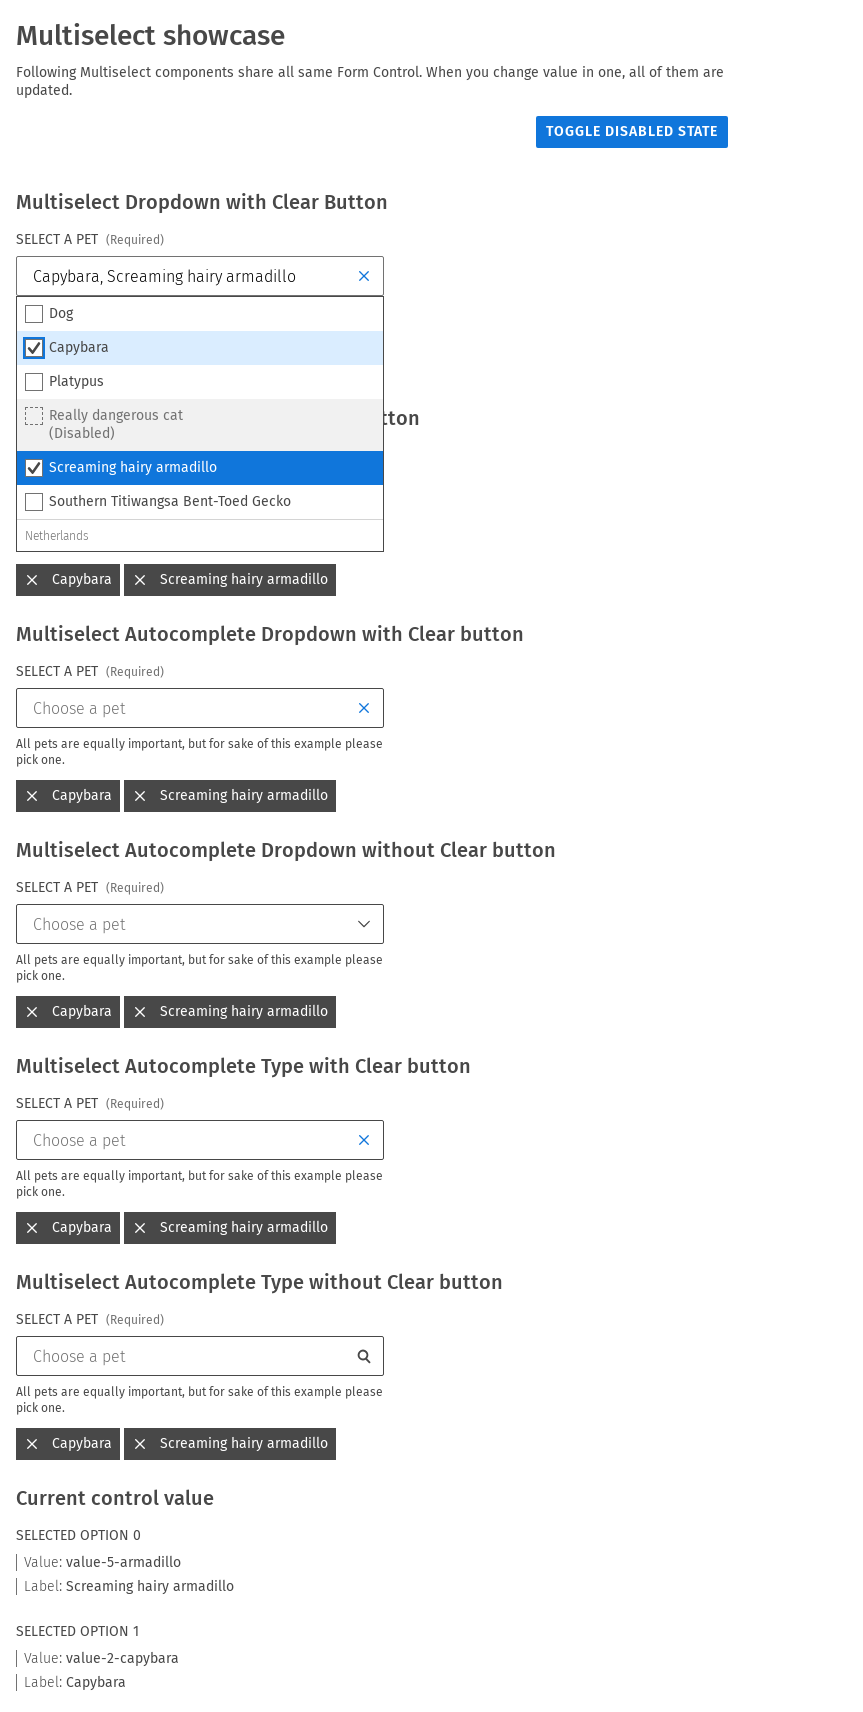 Multiselect showcase
Following Multiselect components share all same Form Control. When you change value in one, all of them are
updated.
TOGGLE DISABLED STATE
Multiselect Dropdown with Clear Button
SELECT A PET (Required)
Capybara, Screaming hairy armadillo
Dog
Capybara
Platypus
Really dangerous cat
(Disabled)
Screaming hairy armadillo
Southern Titiwangsa Bent-Toed Gecko
Netherlands
Capybara
Screaming hairy armadillo
Multiselect Autocomplete Dropdown with Clear button
SELECT A PET (Required)
Choose a pet
All pets are equally important, but for sake of this example please
pick one.
Capybara
Screaming hairy armadillo
Multiselect Autocomplete Dropdown without Clear button
SELECT A PET (Required)
Choose a pet
All pets are equally important, but for sake of this example please
pick one.
Capybara
Screaming hairy armadillo
Multiselect Autocomplete Type with Clear button
SELECT A PET (Required)
Choose a pet
All pets are equally important, but for sake of this example please
pick one.
Capybara
Screaming hairy armadillo
Multiselect Autocomplete Type without Clear button
SELECT A PET (Required)
Choose a pet
All pets are equally important, but for sake of this example please
pick one.
Capybara
Screaming hairy armadillo
Current control value
SELECTED OPTION 0
Value: value-5-armadillo
Label: Screaming hairy armadillo
SELECTED OPTION 1
Value: value-2-capybara
Label: Capybara